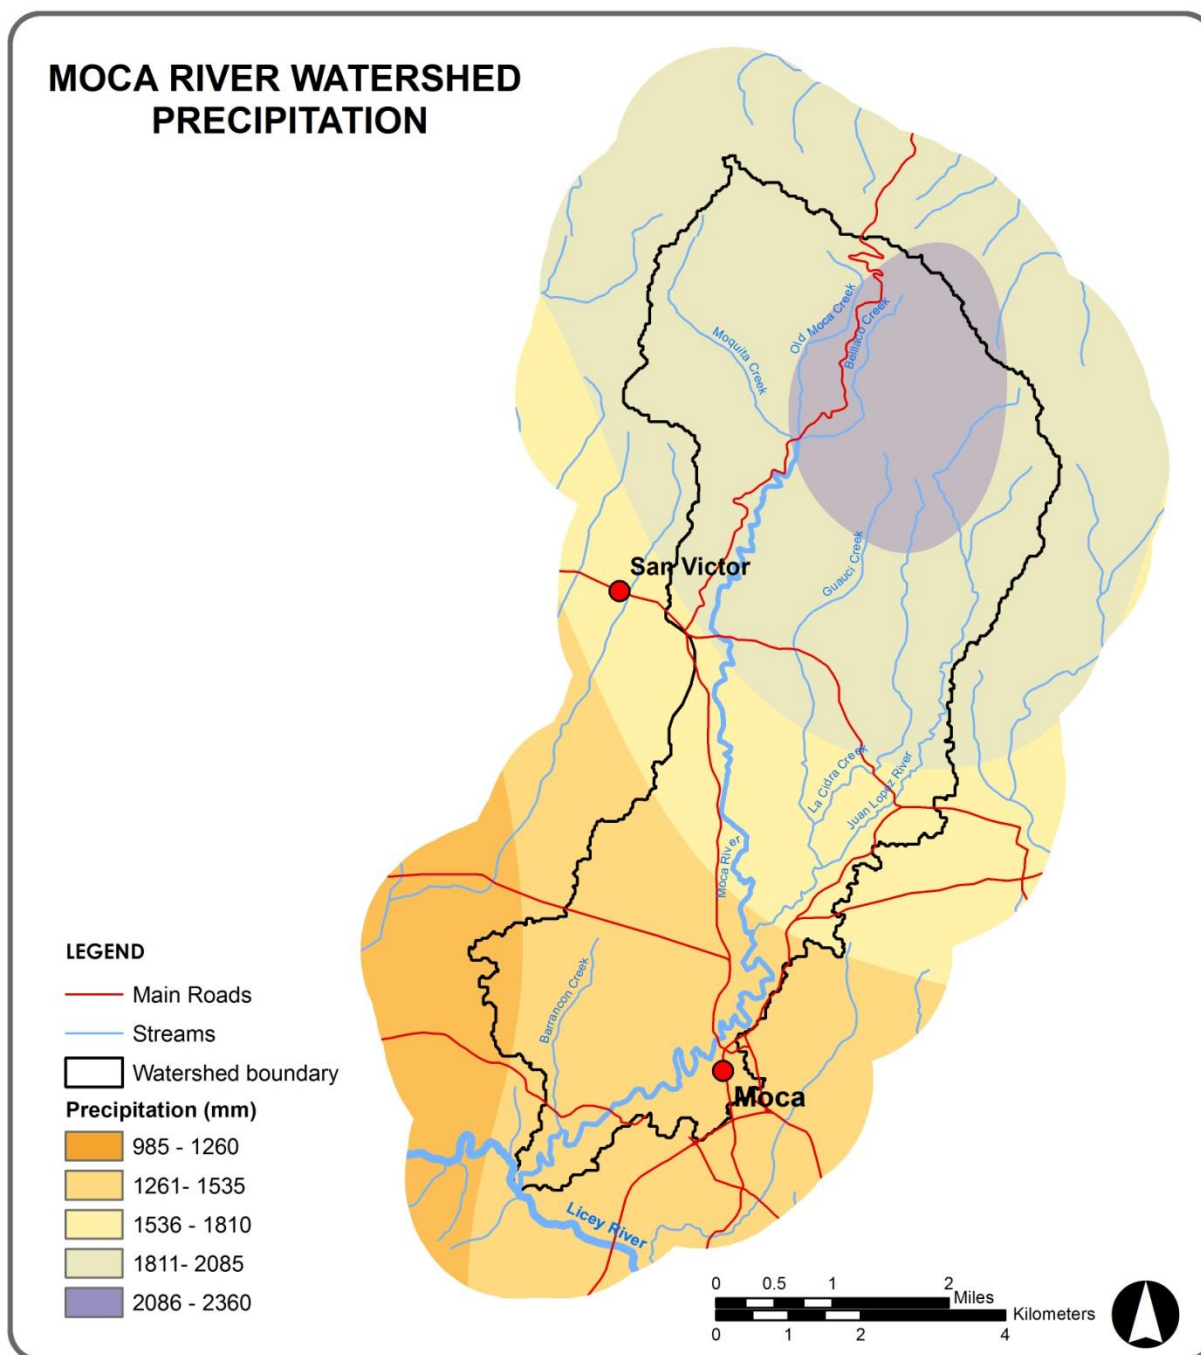 MOCA RIVER WATERSHED
PRECIPITATION
Old Moca Creek
Bellaco Creek
Moquita Creek
San Victor
Guauci Creek
La Cidra Creek
Juan Lopez River
Moca River
Barrancon Creek
Moca
Licey River
LEGEND
Main Roads
Streams
Watershed boundary
Precipitation (mm)
985 - 1260
1261- 1535
1536 - 1810
1811- 2085
2086 - 2360
0 0.5 1 2
Miles
Kilometers
0 1 2 4